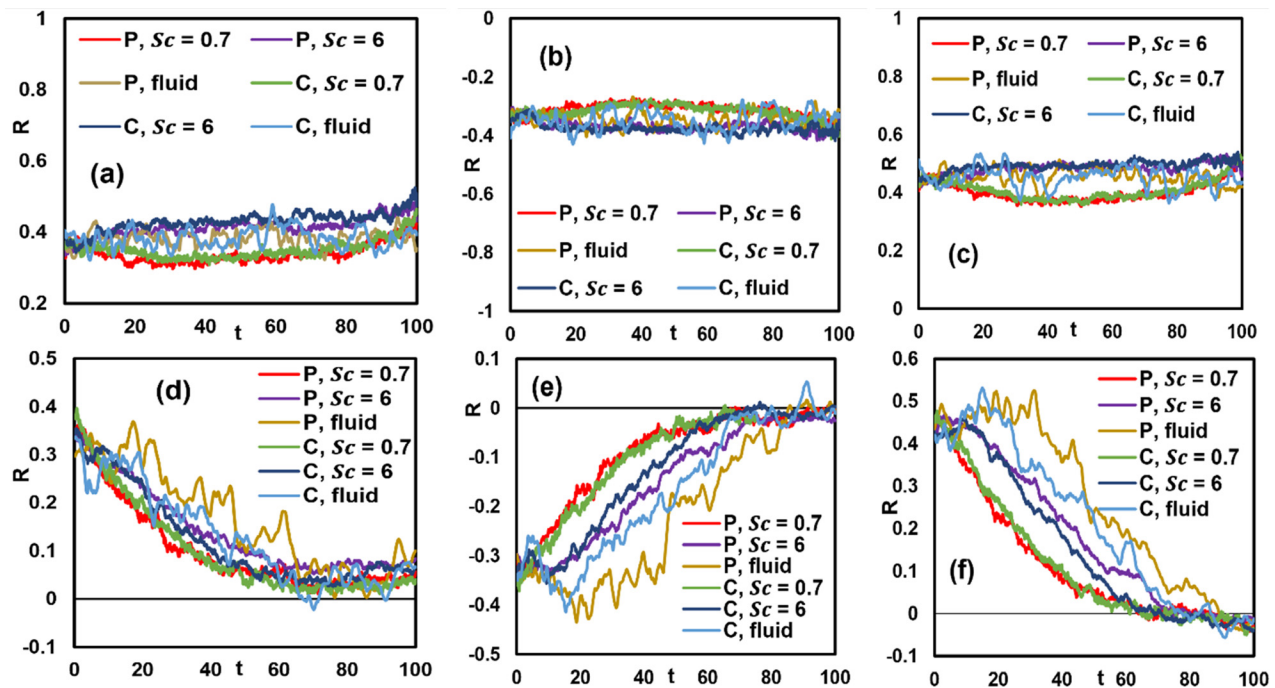 1
0.8
0.6
0.4
0.2
R
P, Sc = 0.7 P, Sc = 6
P, fluid C, Sc = 0.7
C, Sc = 6 C, fluid
(a)
0 20 40 60 80 100
t
0
-0.2
-0.4
-0.6
-0.8
-1
R
(b)
P, Sc = 0.7 P, Sc = 6
P, fluid C, Sc = 0.7
C, Sc = 6 C, fluid
0 20 40 60 80 100
t
1
0.8
0.6
0.4
0.2
0
R
P, Sc = 0.7 P, Sc = 6
P, fluid C, Sc = 0.7
C, Sc = 6 C, fluid
(c)
0 20 40 60 80 100
t
0.5
0.4
0.3
0.2
0.1
0
-0.1
R
(d)
P, Sc = 0.7
P, Sc = 6
P, fluid
C, Sc = 0.7
C, Sc = 6
C, fluid
0 20 40 60 80 100
t
0.1
0
-0.1
-0.2
-0.3
-0.4
-0.5
R
(e)
P, Sc = 0.7
P, Sc = 6
P, fluid
C, Sc = 0.7
C, Sc = 6
C, fluid
0 20 40 60 80 100
t
0.6
0.5
0.4
0.3
0.2
0.1
0
-0.1
R
P, Sc = 0.7
P, Sc = 6
P, fluid
C, Sc = 0.7
C, Sc = 6
C, fluid
(f)
0 20 40 60 80 100
t